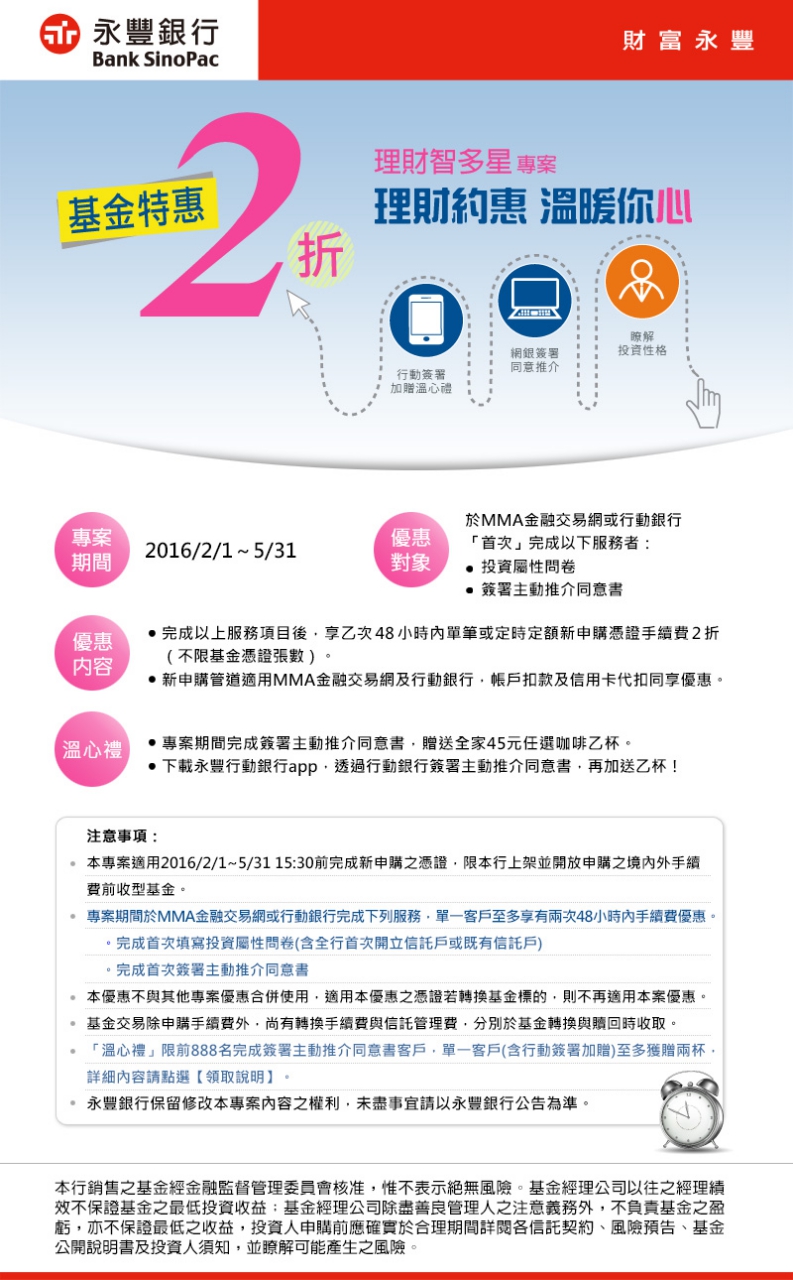 永豐銀行
Bank SinoPac
財富永豐
基金特惠
2
折
理財智多星 專案
理財約惠 溫暖你心
行動簽署
加贈溫心禮
網銀簽署
同意推介
瞭解
投資性格
專案
期間
2016/2/1~5/31
優惠
對象
於MMA金融交易網或行動銀行
「首次」完成以下服務者：
● 投資屬性問卷
● 簽署主動推介同意書
優惠
內容
● 完成以上服務項目後，享乙次48小時內單筆或定時定額新申購憑證手續費2折
（不限基金憑證張數）。
● 新申購管道適用MMA金融交易網及行動銀行，帳戶扣款及信用卡代扣同享優惠。
溫心禮
● 專案期間完成簽署主動推介同意書，贈送全家45元任選咖啡乙杯。
● 下載永豐行動銀行app，透過行動銀行簽署主動推介同意書，再加送乙杯！
注意事項：
● 本專案適用2016/2/1~5/31 15:30前完成新申購之憑證，限本行上架並開放申購之境內外手續
費前收型基金。
● 專案期間於MMA金融交易網或行動銀行完成下列服務，單一客戶至多享有兩次48小時內手續費優惠。
。完成首次填寫投資屬性問卷(含全行首次開立信託戶或既有信託戶)
。完成首次簽署主動推介同意書
● 本優惠不與其他專案優惠合併使用，適用本優惠之憑證若轉換基金標的，則不再適用本案優惠。
● 基金交易除申購手續費外，尚有轉換手續費與信託管理費，分別於基金轉換與贖回時收取。
● 「溫心禮」限前888名完成簽署主動推介同意書客戶，單一客戶(含行動簽署加贈)至多獲贈兩杯，
詳細內容請點選【領取說明】。
● 永豐銀行保留修改本專案內容之權利，未盡事宜請以永豐銀行公告為準。
本行銷售之基金經金融監督管理委員會核准，惟不表示絕無風險。基金經理公司以往之經理績
效不保證基金之最低投資收益；基金經理公司除盡善良管理人之注意義務外，不負責基金之盈
虧，亦不保證最低之收益，投資人申購前應確實於合理期間詳閱各信託契約、風險預告、基金
公開說明書及投資人須知，並瞭解可能產生之風險。